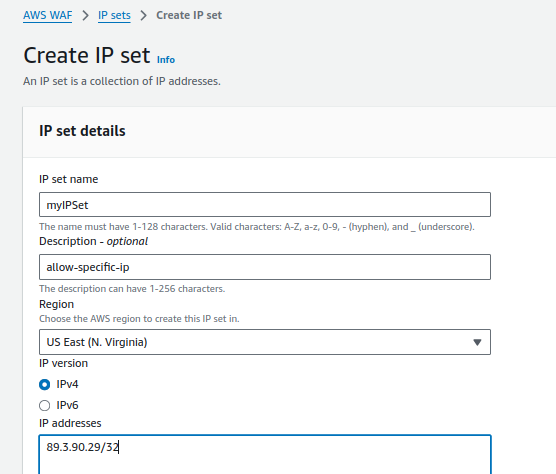 AWS WAF > IP sets > Create IP set
Create IP set Info
An IP set is a collection of IP addresses.
IP set details
IP set name
myIPSet
The name must have 1-128 characters. Valid characters: A-Z, a-z, 0-9, - (hyphen), and _ (underscore).
Description - optional
allow-specific-ip
The description can have 1-256 characters.
Region
Choose the AWS region to create this IP set in.
US East (N. Virginia)
IP version
IPv4
IPv6
IP addresses
89.3.90.29/32